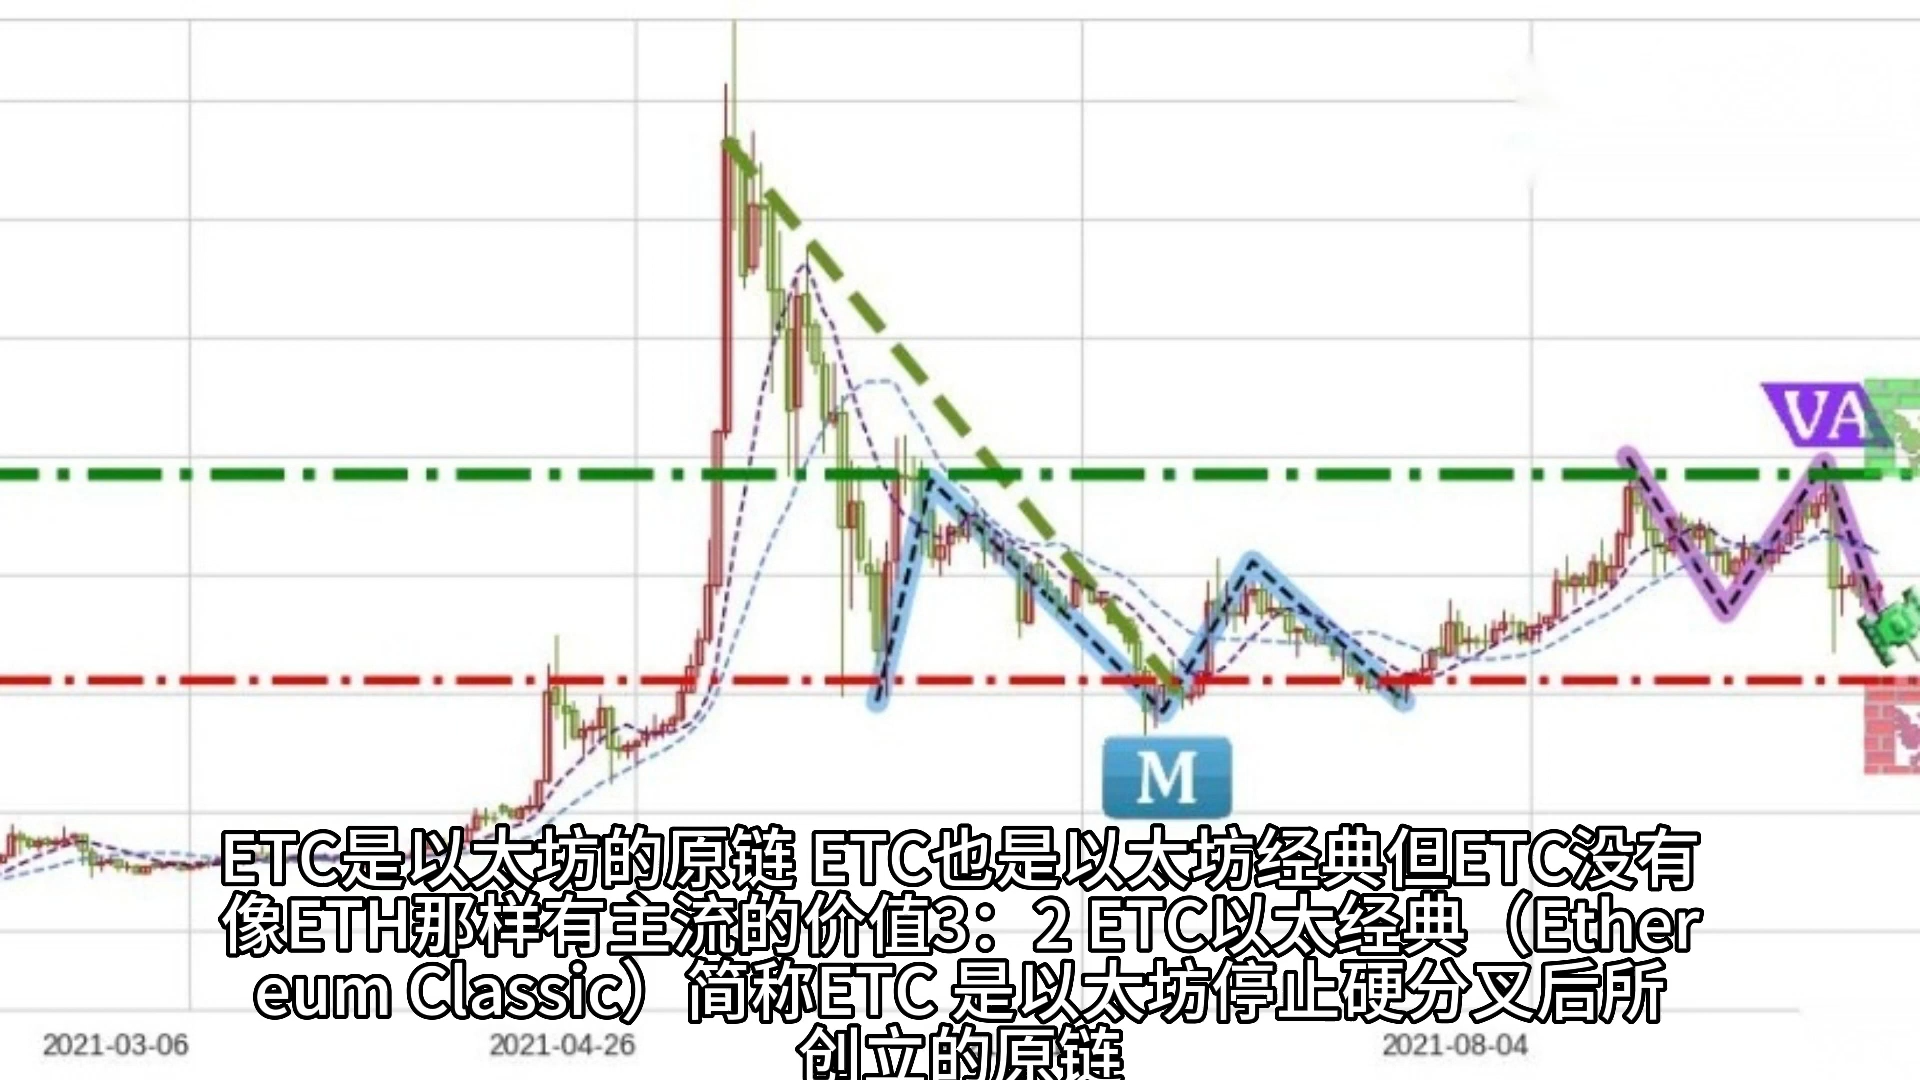 VA
M
ETC是以太坊的原链 ETC也是以太坊经典但ETC没有
像ETH那样有主流的价值3：2 ETC以太经典（Ether
eum Classic）简称ETC 是以太坊停止硬分叉后所
创立的原链
2021-03-06
2021-04-26
2021-08-04